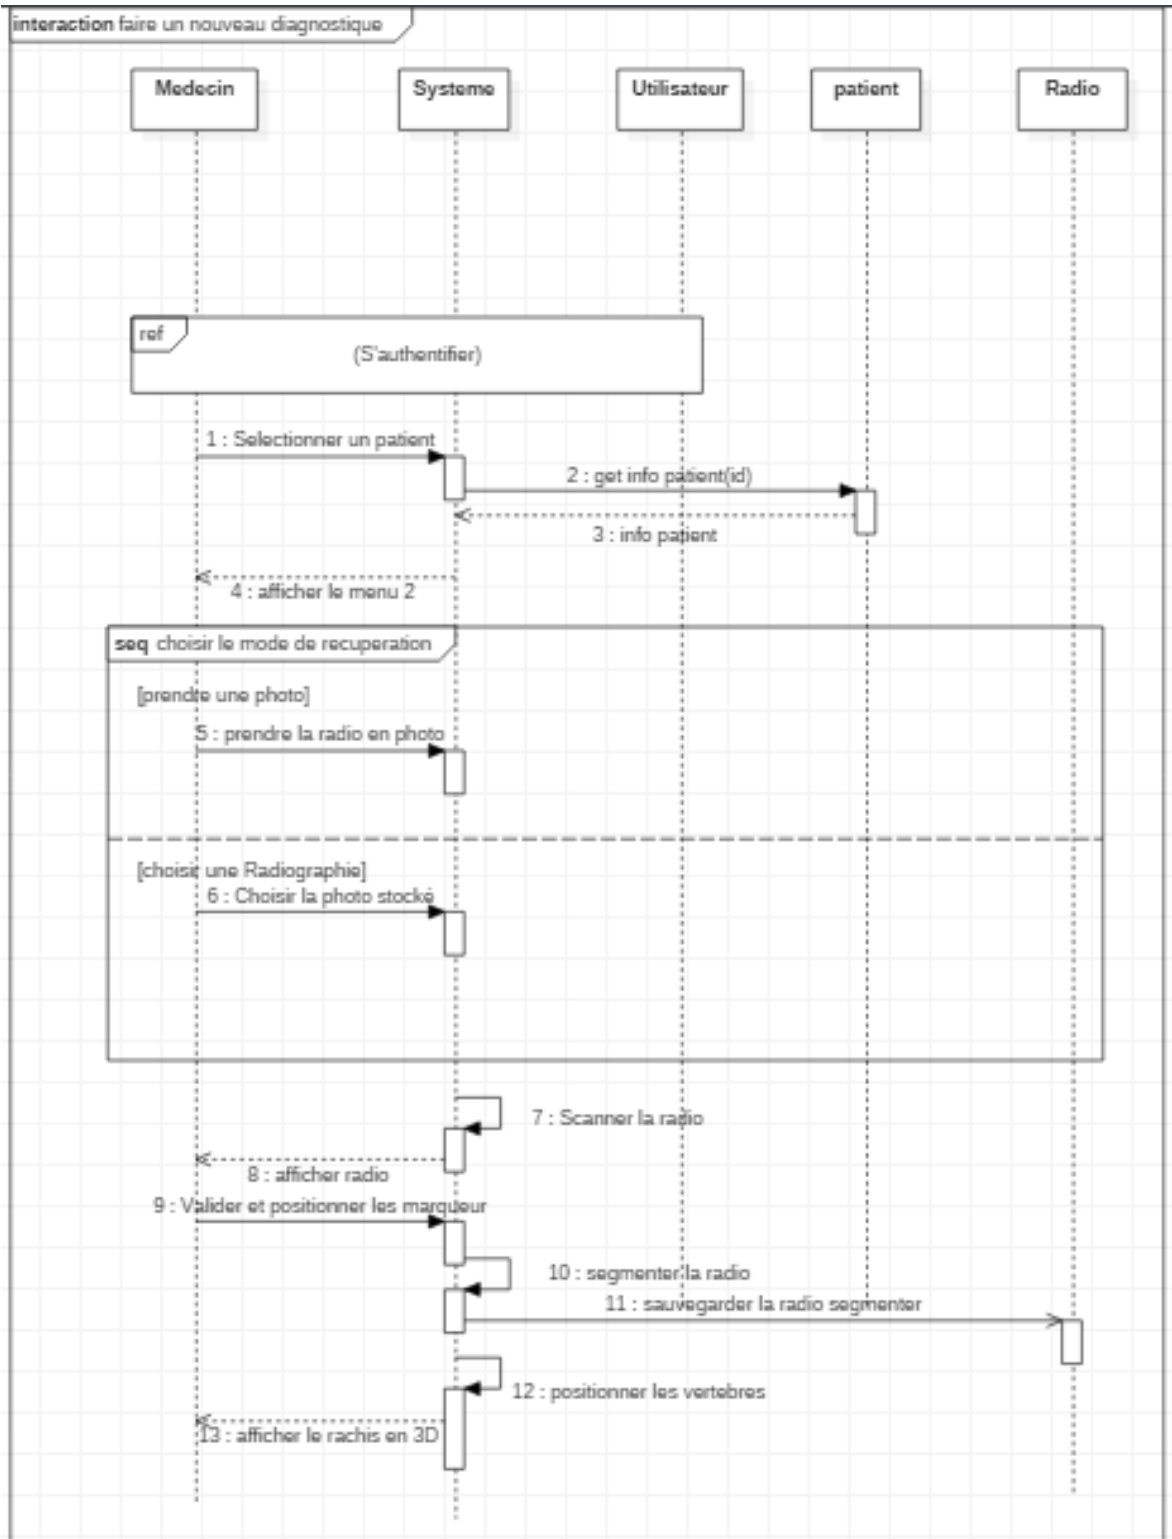 interaction faire un nouveau diagnostique
Medecin
Systeme
Utilisateur
patient
Radio
ref
(S'authentifier)
1 : Selectionner un patient
2 : get info patient(id)
3 : info patient
4 : afficher le menu 2
seq choisir le mode de recuperation
[prendre une photo]
5 : prendre la radio en photo
[choisir une Radiographie]
6 : Choisir la photo stocké
7 : Scanner la radio
8 : afficher radio
9 : Valider et positionner les marqueur
10 : segmenter la radio
11 : sauvegarder la radio segmenter
12 : positionner les vertebres
13 : afficher le rachis en 3D